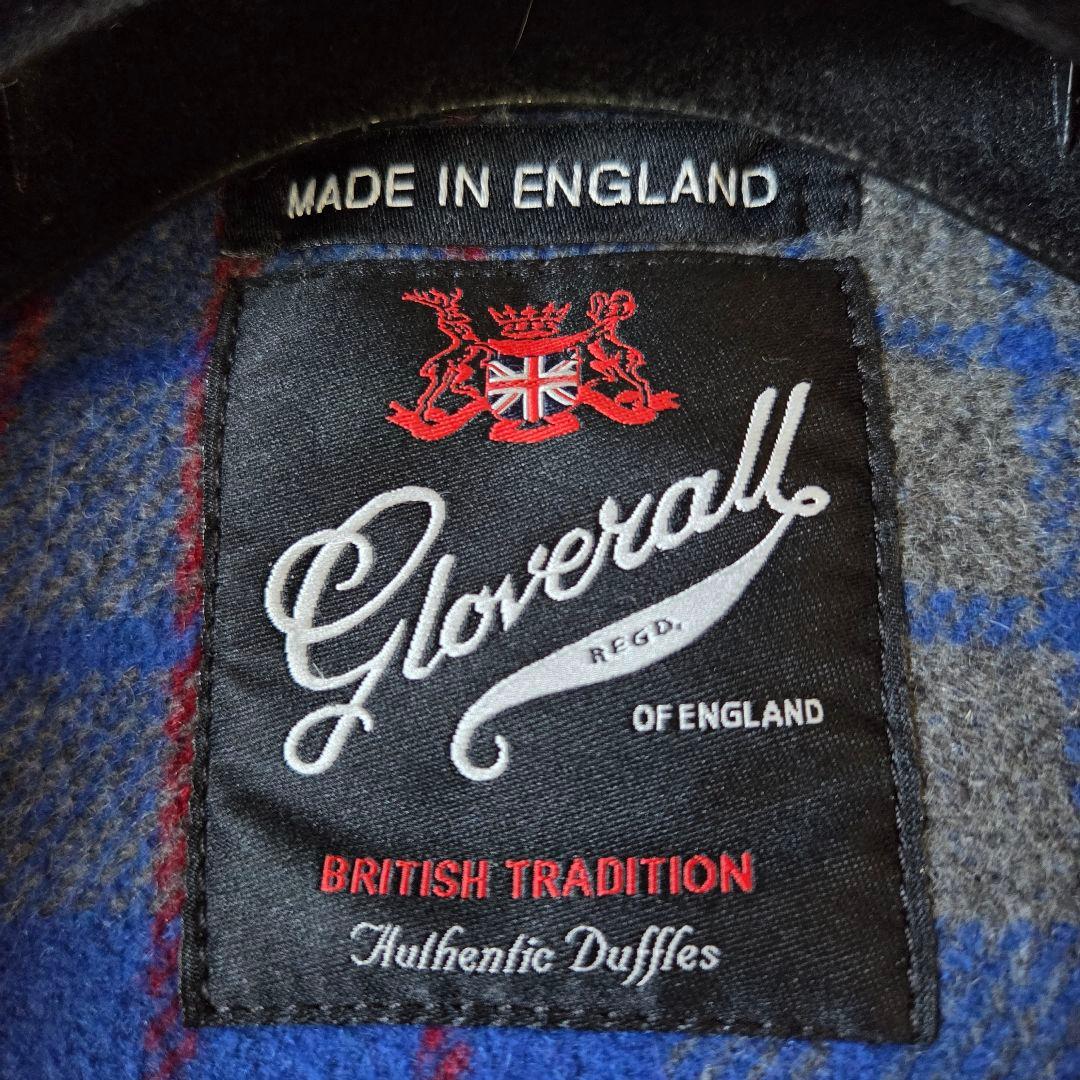 MADE IN ENGLAND
Gloverall
REGD.
OF ENGLAND
BRITISH TRADITION
Authentic Duffles